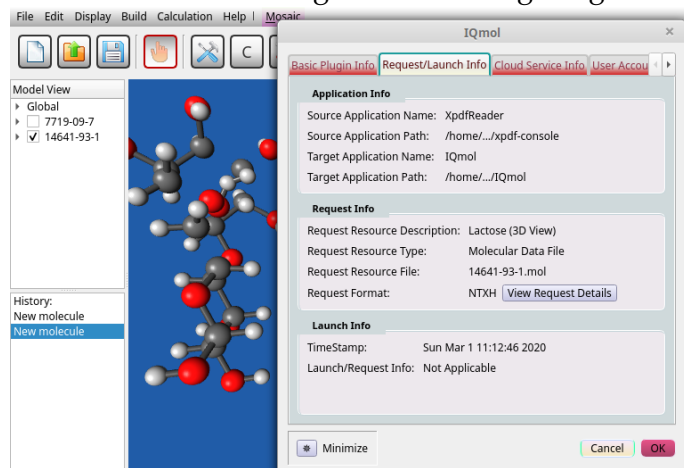 File Edit Display Build Calculation Help Mosaic
C
Model View
Global
7719-09-7
14641-93-1
History:
New molecule
New molecule
IQmol
Basic Plugin Info Request/Launch Info Cloud Service Info User Accou
Application Info
Source Application Name: XpdfReader
Source Application Path: /home/.../xpdf-console
Target Application Name: IQmol
Target Application Path: /home/.../IQmol
Request Info
Request Resource Description: Lactose (3D View)
Request Resource Type: Molecular Data File
Request Resource File: 14641-93-1.mol
Request Format: NTXH View Request Details
Launch Info
TimeStamp: Sun Mar 1 11:12:46 2020
Launch/Request Info: Not Applicable
Minimize Cancel OK